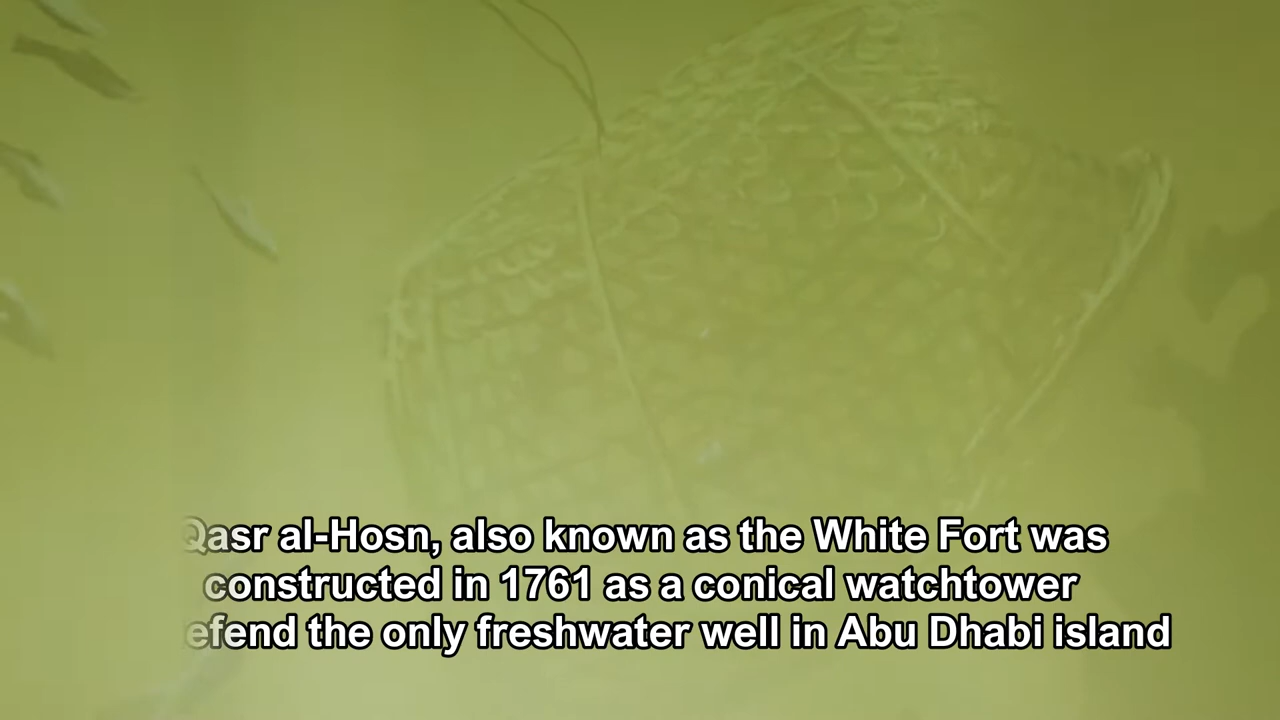 Qasr al-Hosn, also known as the White Fort was
constructed in 1761 as a conical watchtower
efend the only freshwater well in Abu Dhabi island